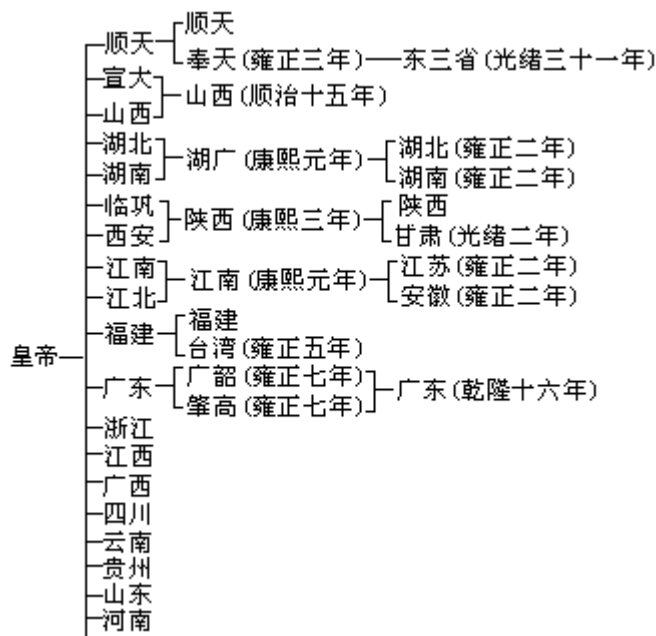 皇帝
顺天
顺天
奉天(雍正三年)
东三省(光绪三十一年)
宣大
山西
山西(顺治十五年)
湖北
湖南
湖广(康熙元年)
湖北(雍正二年)
湖南(雍正二年)
临巩
西安
陕西(康熙三年)
陕西
甘肃(光绪二年)
江南
江北
江南(康熙元年)
江苏(雍正二年)
安徽(雍正二年)
福建
福建
台湾(雍正五年)
广东
广韶(雍正七年)
肇高(雍正七年)
广东(乾隆十六年)
浙江
江西
广西
四川
云南
贵州
山东
河南